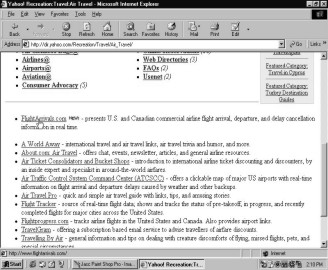 Yahoo! Recreation:Travel:Air Travel - Microsoft Internet Explorer
File Edit View Favorites Tools Help
Back Stop Refresh Home Search Favorites History Print
Address http://dir.yahoo.com/Recreation/Travel/Air_Travel/ Go Links
Airlines@
Airports@
Aviation@
Consumer Advocacy (5)
Web Directories (3)
FAQs (2)
Usenet (2)
Featured Category:
Travel in Cyprus
Featured Category:
Turkey Destination
Guides
FlightArrivals.com NEW! - presents U.S. and Canadian commercial airline flight arrival, departure, and delay cancellation
information in real time.
A World Away - international travel and air travel links, air travel trivia and humor, and more.
About.com: Air Travel - offers chat, events, newsletter, articles, and general airline resources
Air Ticket Consolidators and Bucket Shops - introduction to international airline ticket discounting and discounters, by
an inside expert and specialist in around-the-world airfares.
Air Traffic Control System Command Center (ATCSCC) - offers a clickable map of major US airports with real-time
information on flight arrival and departure delays caused by weather and other backups.
Air Travel Pro - quick and simple air travel guide with links, tips, and amusing stories.
Flight Tracker - source of real-time flight data; shows and tracks the status of pre-takeoff, in progress, and recently
completed flights for major cities across the United States.
Flightprogress.com - tracks airline flights in the United States and Canada. Also provides airport links.
TravelGram - offering a subscription based email service to advise travellers of airfare discounts.
Travelling By Air - general information and tips on dealing with creature discomforts of flying, missed flights, pets, and
special circumstances.
http://www.flightarrivals.com/ Internet
Start Jasc Paint Shop Pro - Ima... Yahoo! Recreation:Tr... 2:10 PM